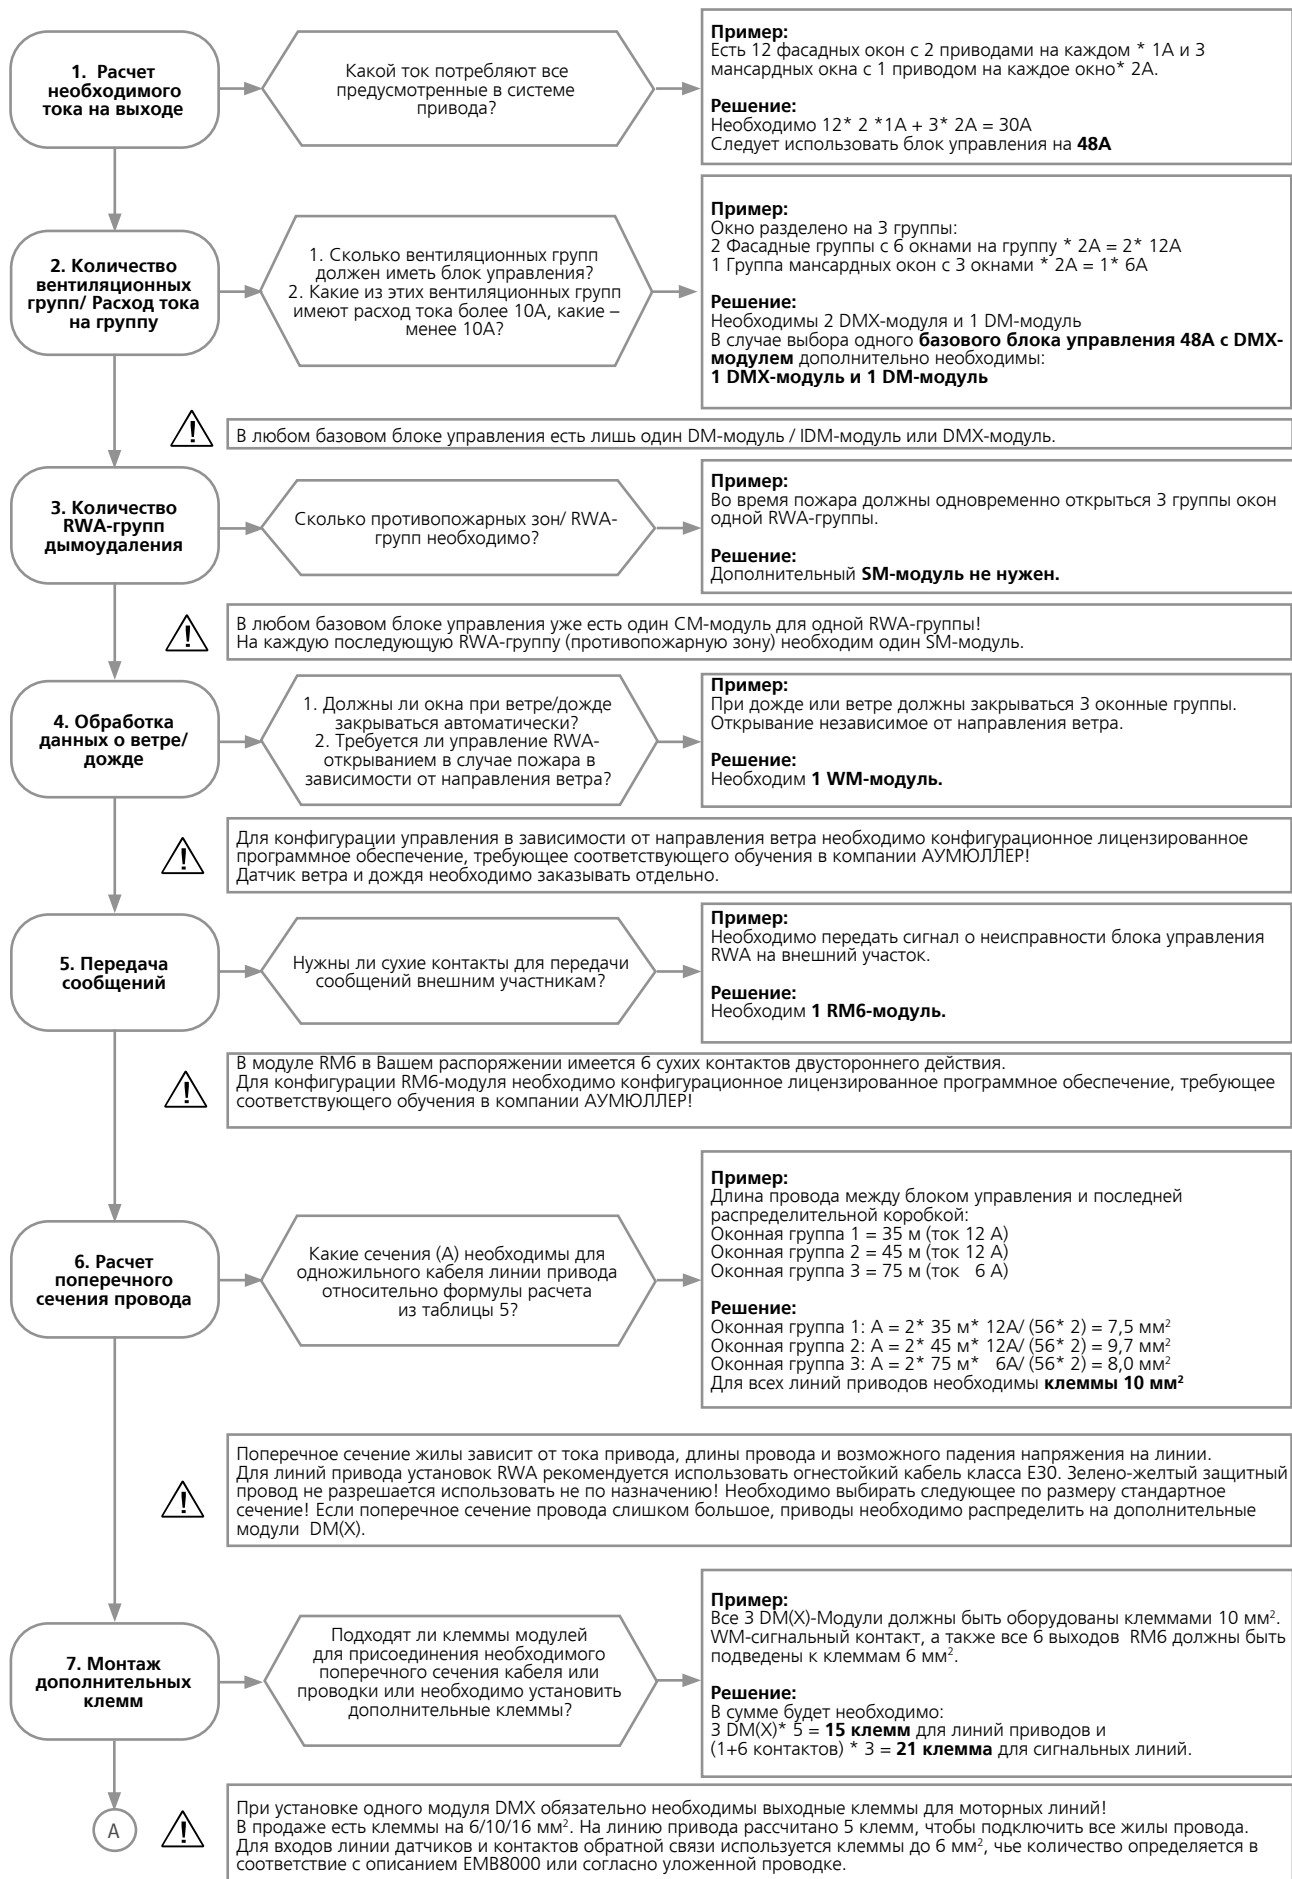 1. Расчет
необходимого
тока на выходе
Какой ток потребляют все
предусмотренные в системе
привода?
Пример:
Есть 12 фасадных окон с 2 приводами на каждом * 1А и 3
мансардных окна с 1 приводом на каждое окно* 2А.
Решение:
Необходимо 12* 2 *1А + 3* 2А = 30А
Следует использовать блок управления на 48А
2. Количество
вентиляционных
групп/ Расход тока
на группу
1. Сколько вентиляционных групп
должен иметь блок управления?
2. Какие из этих вентиляционных групп
имеют расход тока более 10А, какие –
менее 10А?
Пример:
Окно разделено на 3 группы:
2 Фасадные группы с 6 окнами на группу * 2А = 2* 12А
1 Группа мансардных окон с 3 окнами * 2А = 1* 6А
Решение:
Необходимы 2 DMX-модуля и 1 DM-модуль
В случае выбора одного базового блока управления 48А с DMX-
модулем дополнительно необходимы:
1 DMX-модуль и 1 DM-модуль
В любом базовом блоке управления есть лишь один DM-модуль / IDM-модуль или DMX-модуль.
3. Количество
RWA-групп
дымоудаления
Сколько противопожарных зон/ RWA-
групп необходимо?
Пример:
Во время пожара должны одновременно открыться 3 группы окон
одной RWA-группы.
Решение:
Дополнительный SM-модуль не нужен.
В любом базовом блоке управления уже есть один CM-модуль для одной RWA-группы!
На каждую последующую RWA-группу (противопожарную зону) необходим один SM-модуль.
4. Обработка
данных о ветре/
дожде
1. Должны ли окна при ветре/дожде
закрываться автоматически?
2. Требуется ли управление RWA-
открыванием в случае пожара в
зависимости от направления ветра?
Пример:
При дожде или ветре должны закрываться 3 оконные группы.
Открывание независимое от направления ветра.
Решение:
Необходим 1 WM-модуль.
Для конфигурации управления в зависимости от направления ветра необходимо конфигурационное лицензированное
программное обеспечение, требующее соответствующего обучения в компании АУМЮЛЛЕР!
Датчик ветра и дождя необходимо заказывать отдельно.
5. Передача
сообщений
Нужны ли сухие контакты для передачи
сообщений внешним участникам?
Пример:
Необходимо передать сигнал о неисправности блока управления
RWA на внешний участок.
Решение:
Необходим 1 RM6-модуль.
В модуле RM6 в Вашем распоряжении имеется 6 сухих контактов двустороннего действия.
Для конфигурации RM6-модуля необходимо конфигурационное лицензированное программное обеспечение, требующее
соответствующего обучения в компании АУМЮЛЛЕР!
6. Расчет
поперечного
сечения провода
Какие сечения (А) необходимы для
одножильного кабеля линии привода
относительно формулы расчета
из таблицы 5?
Пример:
Длина провода между блоком управления и последней
распределительной коробкой:
Оконная группа 1 = 35 м (ток 12 А)
Оконная группа 2 = 45 м (ток 12 А)
Оконная группа 3 = 75 м (ток 6 А)
Решение:
Оконная группа 1: А = 2* 35 м* 12А/ (56* 2) = 7,5 мм²
Оконная группа 2: А = 2* 45 м* 12А/ (56* 2) = 9,7 мм²
Оконная группа 3: А = 2* 75 м* 6А/ (56* 2) = 8,0 мм²
Для всех линий приводов необходимы клеммы 10 мм²
Поперечное сечение жилы зависит от тока привода, длины провода и возможного падения напряжения на линии.
Для линий привода установок RWA рекомендуется использовать огнестойкий кабель класса Е30. Зелено-желтый защитный
провод не разрешается использовать не по назначению! Необходимо выбирать следующее по размеру стандартное
сечение! Если поперечное сечение провода слишком большое, приводы необходимо распределить на дополнительные
модули DM(X).
7. Монтаж
дополнительных
клемм
Подходят ли клеммы модулей
для присоединения необходимого
поперечного сечения кабеля или
проводки или необходимо установить
дополнительные клеммы?
Пример:
Все 3 DM(X)-Модули должны быть оборудованы клеммами 10 мм².
WM-сигнальный контакт, а также все 6 выходов RM6 должны быть
подведены к клеммам 6 мм².
Решение:
В сумме будет необходимо:
3 DM(X)* 5 = 15 клемм для линий приводов и
(1+6 контактов) * 3 = 21 клемма для сигнальных линий.
A
При установке одного модуля DMX обязательно необходимы выходные клеммы для моторных линий!
В продаже есть клеммы на 6/10/16 мм². На линию привода рассчитано 5 клемм, чтобы подключить все жилы провода.
Для входов линии датчиков и контактов обратной связи используется клеммы до 6 мм², чье количество определяется в
соответствие с описанием EMB8000 или согласно уложенной проводке.